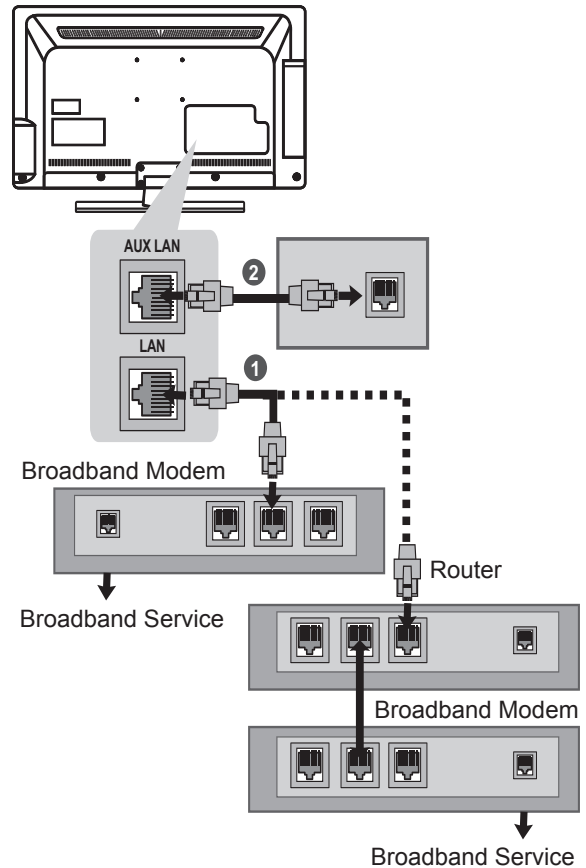 AUX LAN
2
LAN
1
Broadband Modem
Router
Broadband Service
Broadband Modem
Broadband Service